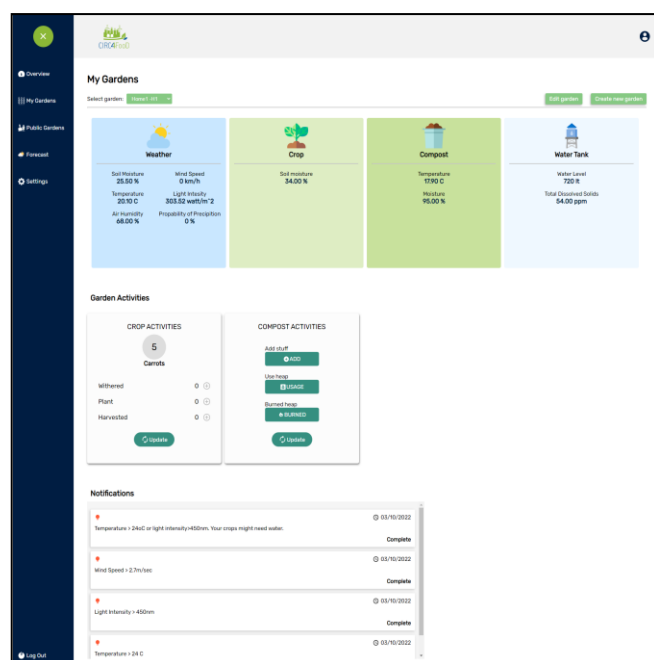 CIRCAFooD
Overview
My Gardens
Public Gardens
Forecast
Settings
Log Out
My Gardens
Select garden:
Edit garden
Create new garden
Weather
Soil Moisture
25.50 %
Wind Speed
0 km/h
Temperature
20.10 C
Light Intesity
303.52 watt/m^2
Air Humidity
68.00 %
Propability of Precipition
0 %
Crop
Soil moisture
34.00 %
Compost
Temperature
17.90 C
Moisture
95.00 %
Water Tank
Water Level
720 lt
Total Dissolved Solids
54.00 ppm
Garden Activities
CROP ACTIVITIES
5
Carrots
Withered 0
Plant 0
Harvested 0
Update
COMPOST ACTIVITIES
Add stuff
ADD
Use heap
USAGE
Burned heap
BURNED
Update
Notifications
03/10/2022
Temperature > 24oC or light intensity>450nm. Your crops might need water.
Complete
03/10/2022
Wind Speed > 2.7m/sec
Complete
03/10/2022
Light Intensity > 450nm
Complete
03/10/2022
Temperature > 24 C